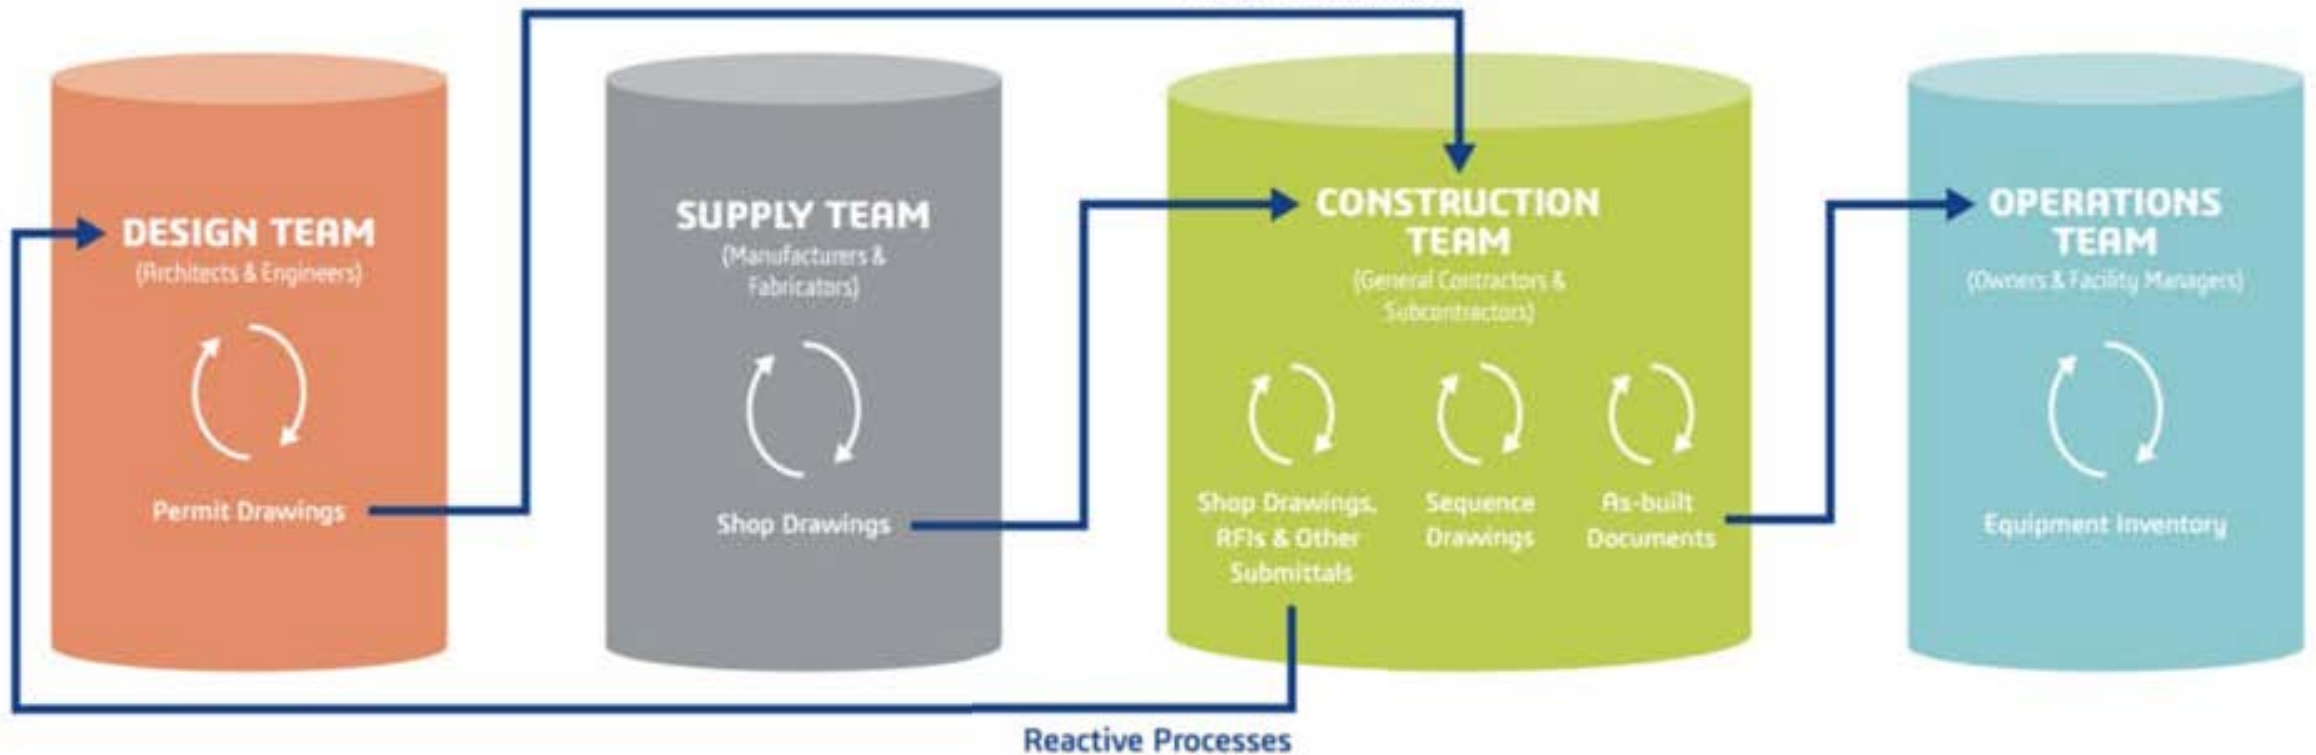 DESIGN TEAM
(Architects & Engineers)
Permit Drawings
SUPPLY TEAM
(Manufacturers &
Fabricators)
Shop Drawings
CONSTRUCTION
TEAM
(General Contractors &
Subcontractors)
Shop Drawings,
RFIs & Other
Submittals
Sequence
Drawings
As-built
Documents
OPERATIONS
TEAM
(Owners & Facility Managers)
Equipment Inventory
Reactive Processes